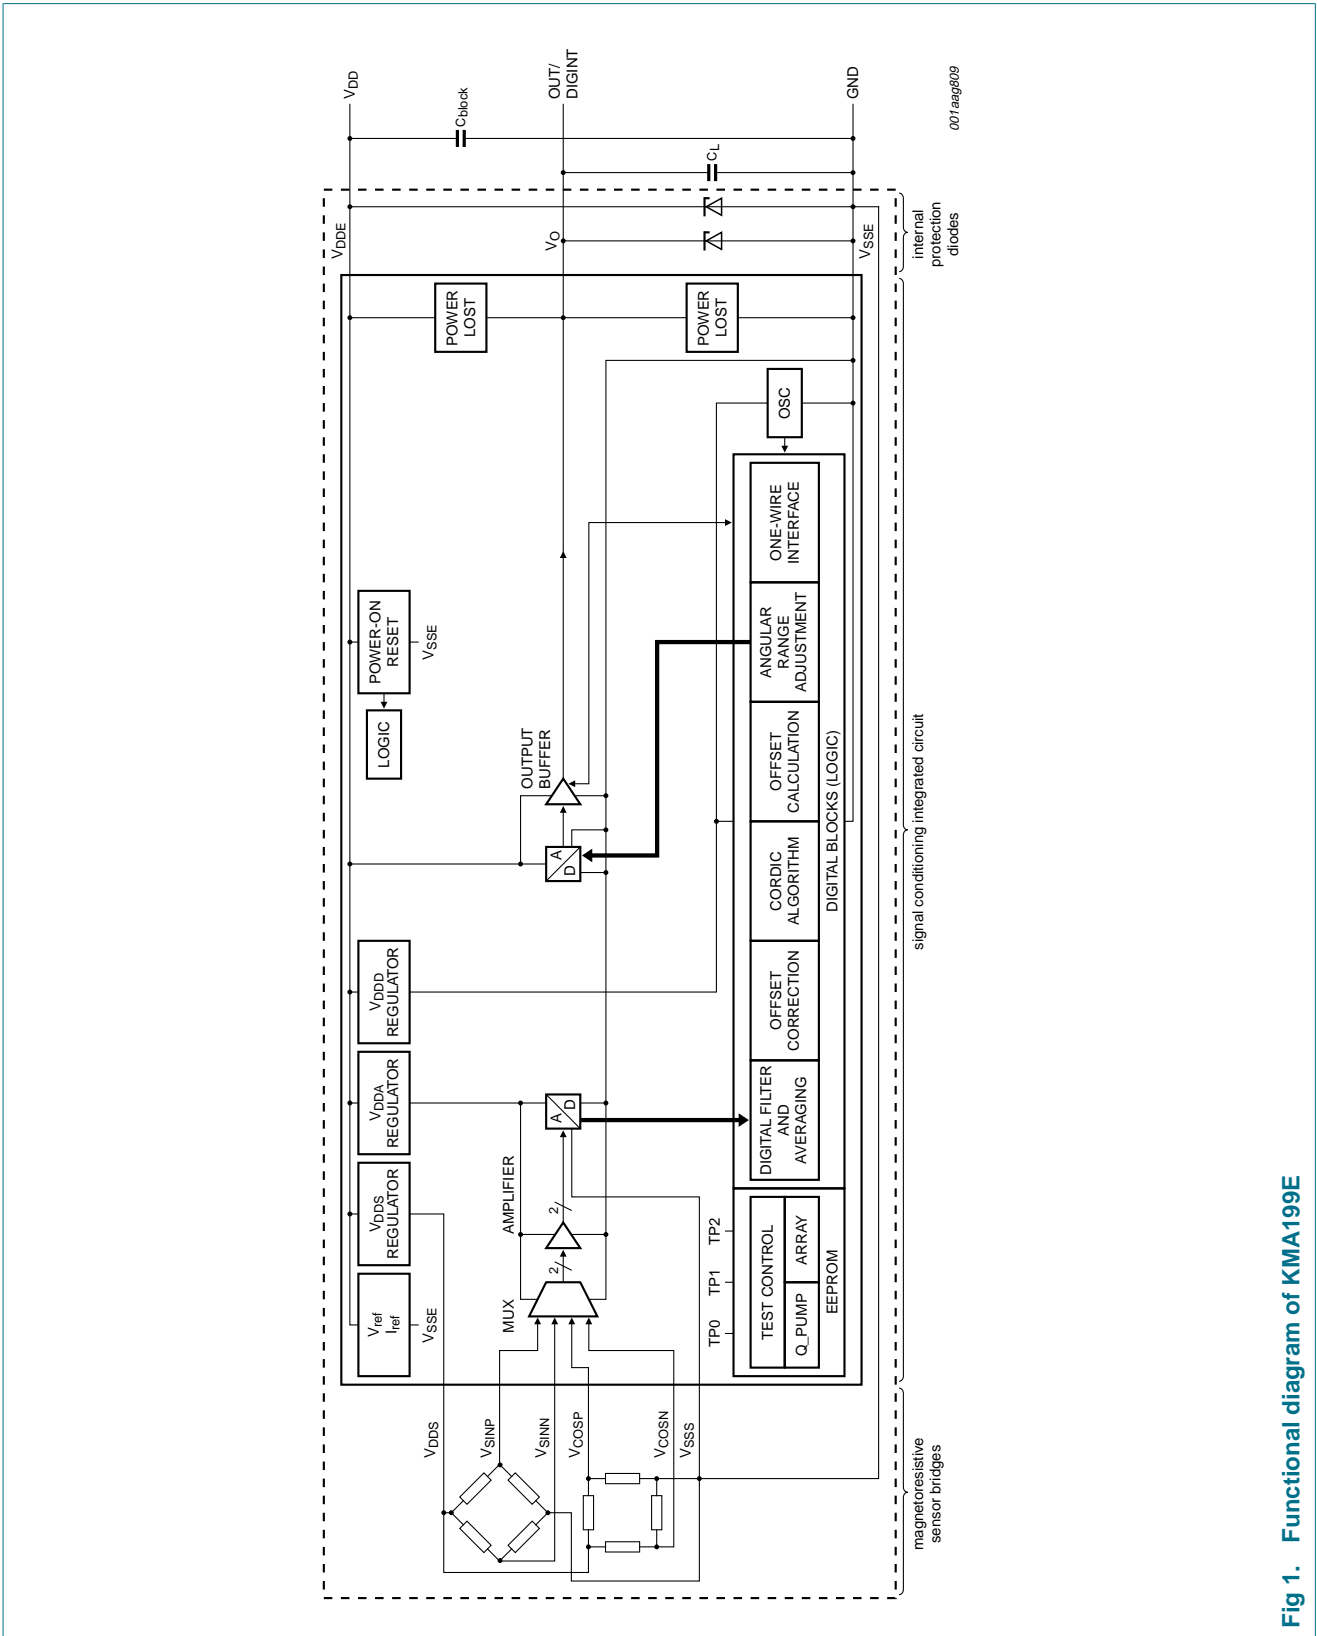 VDD
OUT/
DIGINT
GND
Cblock
CL
001aag809
VDDE
VO
VSSE
internal
protection
diodes
POWER
LOST
POWER
LOST
OSC
POWER-ON
RESET
VSSE
LOGIC
OUTPUT
BUFFER
A
D
ONE-WIRE
INTERFACE
ANGULAR
RANGE
ADJUSTMENT
OFFSET
CALCULATION
CORDIC
ALGORITHM
OFFSET
CORRECTION
DIGITAL FILTER
AND
AVERAGING
DIGITAL BLOCKS (LOGIC)
signal conditioning integrated circuit
VDDD
REGULATOR
VDDA
REGULATOR
VDDS
REGULATOR
Vref
Iref
VSSE
AMPLIFIER
MUX
2
2
A
D
TP0
TP1
TP2
TEST CONTROL
Q_PUMP
ARRAY
EEPROM
VDDS
VSINP
VSINN
VCOSP
VCOSN
VSSS
magnetoresistive
sensor bridges
Fig 1. Functional diagram of KMA199E